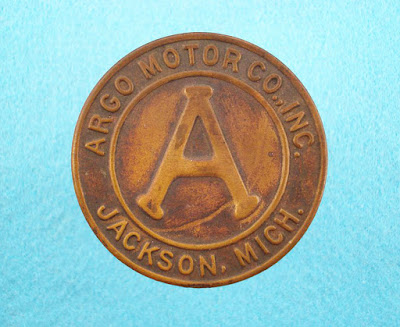 ARGO MOTOR CO., INC.
A
JACKSON, MICH.